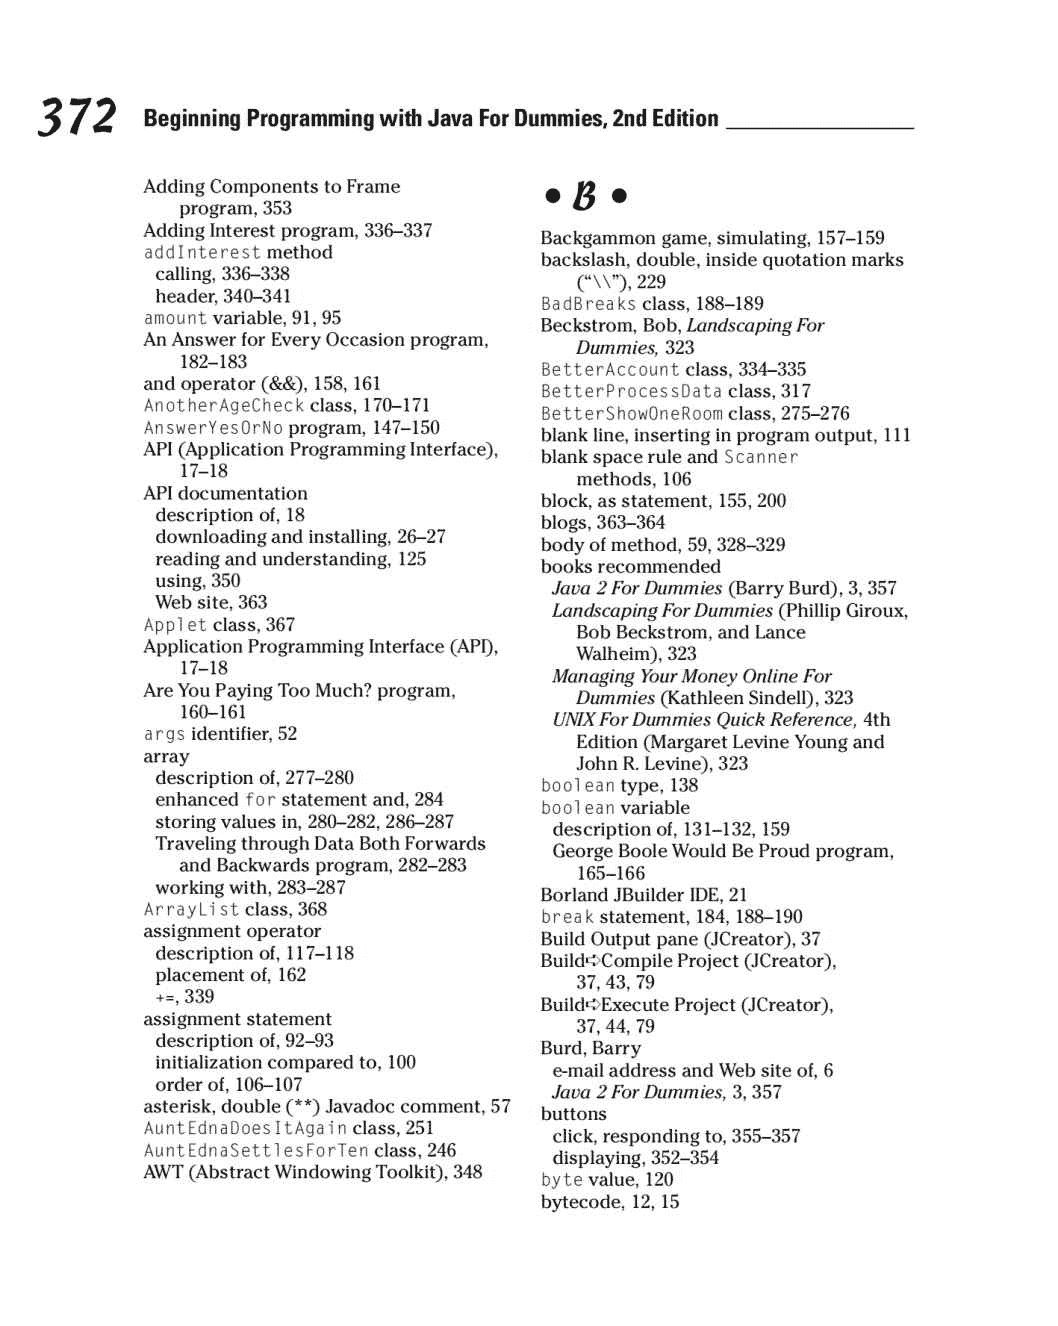 372
Beginning Programming with Java For Dummies, 2nd Edition
Adding Components to Frame
program, 353
Adding Interest program, 336–337
addInterest method
calling, 336–338
header, 340–341
amount variable, 91, 95
An Answer for Every Occasion program,
182–183
and operator (&&), 158, 161
AnotherAgeCheck class, 170–171
AnswerYesOrNo program, 147–150
API (Application Programming Interface),
17–18
API documentation
description of, 18
downloading and installing, 26–27
reading and understanding, 125
using, 350
Web site, 363
Applet class, 367
Application Programming Interface (API),
17–18
Are You Paying Too Much? program,
160–161
args identifier, 52
array
description of, 277–280
enhanced for statement and, 284
storing values in, 280–282, 286–287
Traveling through Data Both Forwards
and Backwards program, 282–283
working with, 283–287
ArrayList class, 368
assignment operator
description of, 117–118
placement of, 162
+=, 339
assignment statement
description of, 92–93
initialization compared to, 100
order of, 106–107
asterisk, double (**) Javadoc comment, 57
AuntEdnaDoesItAgain class, 251
AuntEdnaSettlesForTen class, 246
AWT (Abstract Windowing Toolkit), 348
• B •
Backgammon game, simulating, 157–159
backslash, double, inside quotation marks
(“\\”), 229
BadBreaks class, 188–189
Beckstrom, Bob, Landscaping For
Dummies, 323
BetterAccount class, 334–335
BetterProcessData class, 317
BetterShowOneRoom class, 275–276
blank line, inserting in program output, 111
blank space rule and Scanner
methods, 106
block, as statement, 155, 200
blogs, 363–364
body of method, 59, 328–329
books recommended
Java 2 For Dummies (Barry Burd), 3, 357
Landscaping For Dummies (Phillip Giroux,
Bob Beckstrom, and Lance
Walheim), 323
Managing Your Money Online For
Dummies (Kathleen Sindell), 323
UNIX For Dummies Quick Reference, 4th
Edition (Margaret Levine Young and
John R. Levine), 323
boolean type, 138
boolean variable
description of, 131–132, 159
George Boole Would Be Proud program,
165–166
Borland JBuilder IDE, 21
break statement, 184, 188–190
Build Output pane (JCreator), 37
Build➪Compile Project (JCreator),
37, 43, 79
Build➪Execute Project (JCreator),
37, 44, 79
Burd, Barry
e-mail address and Web site of, 6
Java 2 For Dummies, 3, 357
buttons
click, responding to, 355–357
displaying, 352–354
byte value, 120
bytecode, 12, 15